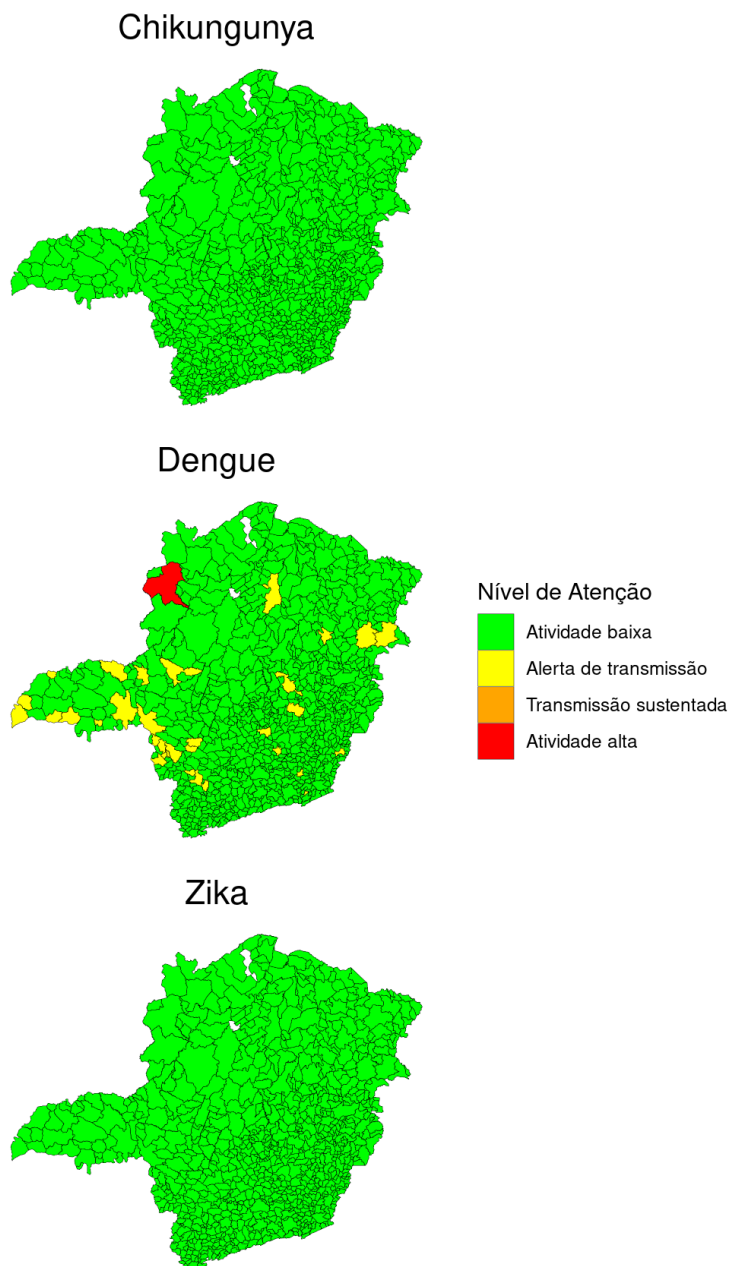 Chikungunya
Dengue
Nível de Atenção
Atividade baixa
Alerta de transmissão
Transmissão sustentada
Atividade alta
Zika